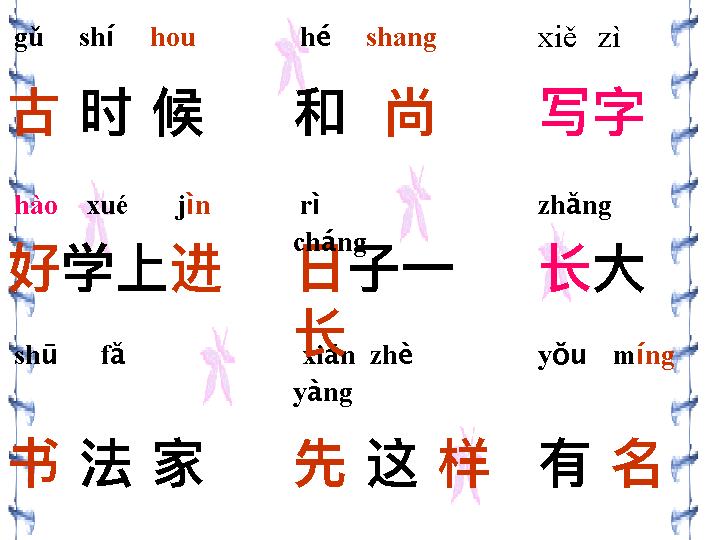 gǔ shí hou hé shang xiě zì
古 时 候 和 尚 写字
hào xué jìn rì zhǎng
cháng
好学上进 日子一 长大
长
shū fǎ xiān zhè yǒu míng
yàng
书 法 家 先 这 样 有 名